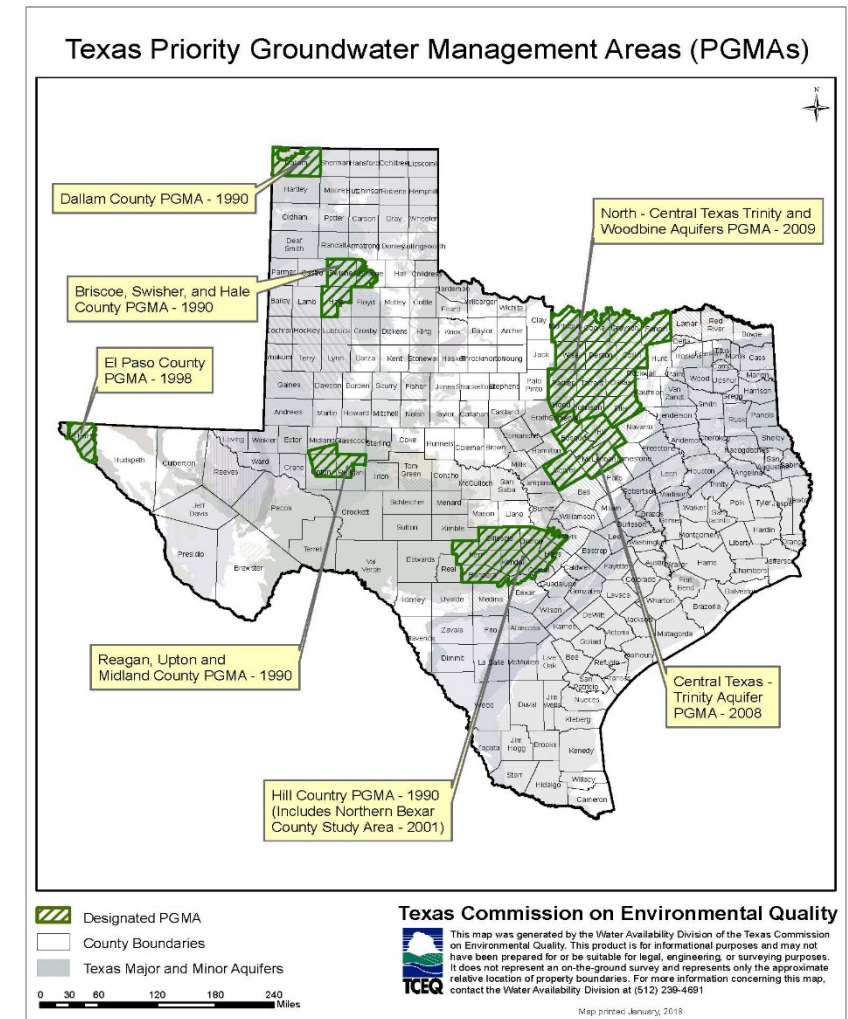 Texas Priority Groundwater Management Areas (PGMAs)
N
Dallam County PGMA - 1990
North - Central Texas Trinity and
Woodbine Aquifers PGMA - 2009
Briscoe, Swisher, and Hale
County PGMA - 1990
El Paso County
PGMA - 1998
Reagan, Upton and
Midland County PGMA - 1990
Central Texas -
Trinity Aquifer
PGMA - 2008
Hill Country PGMA - 1990
(Includes Northern Bexar
County Study Area - 2001)
Dallam Sherman Hansford Ochiltree Lipscomb
Hartley Moore Hutchinson Roberts Hemphill
Oldham Potter Carson Gray Wheeler
Deaf
Smith Randall Armstrong Donley
Parmer Castro Swisher Hall Childress
Bailey Lamb Hale Floyd Motley Cottle
Hardeman Foard Wilbarger Wichita Clay
Cochran Hockley Lubbock Crosby Dickens King Knox Baylor Archer
Yoakum Terry Lynn Garza Kent Stonewall Haskell Throckmorton Young Jack
Gaines Dawson Borden Scurry Fisher Jones Shackelford Stephens Palo
Pinto
Andrews Martin Howard Mitchell Nolan Taylor Callahan Eastland Erath
Loving Winkler Ector Midland Glasscock Sterling Coke Runnels Coleman Brown Comanche Hamilton
Hudspeth Culberson Reeves Ward Crane Upton Reagan Irion Tom
Green Concho McCulloch San
Saba Mills
Jeff
Davis Pecos Crockett Schleicher Menard Mason Llano Burnet
Presidio Brewster Terrell Sutton Kimble Gillespie
Val
Verde Edwards Real Kerr Kendall
Montague Cooke Grayson Fannin Lamar Red
River Bowie
Wise Denton Collin Hunt Delta Cass
Parker Tarrant Dallas Kaufman Van
Zandt Wood Upshur Marion Harrison
Hood Johnson Ellis Navarro Henderson Smith Rusk Panola
Bosque Hill Anderson Cherokee Shelby
McLennan Limestone Freestone Leon Houston Nacogdoches San
Augustine
Bell Falls Robertson Madison Trinity Angelina
Williamson Milam Brazos Walker Polk Tyler Jasper
Bastrop Lee Burleson Washington Montgomery San
Jacinto Hardin
Caldwell Fayette Austin Harris Liberty Jefferson
Kinney Uvalde Medina Bexar Guadalupe Gonzales Colorado Fort
Bend Chambers Galveston
Maverick Zavala Frio Atascosa Wilson Karnes DeWitt Lavaca Wharton Brazoria
Dimmit La Salle McMullen Live
Oak Bee Goliad Victoria Jackson Matagorda
Webb Duval Jim
Wells San
Patricio Refugio Calhoun
Nueces
Kleberg
Zapata Jim
Hogg Brooks Kenedy
Starr Hidalgo Willacy
Cameron
Designated PGMA
County Boundaries
Texas Major and Minor Aquifers
0 30 60 120 180 240
Miles
Texas Commission on Environmental Quality
TCEQ
This map was generated by the Water Availability Division of the Texas Commission
on Environmental Quality. This product is for informational purposes and may not
have been prepared for or be suitable for legal, engineering, or surveying purposes.
It does not represent an on-the-ground survey and represents only the approximate
relative location of property boundaries. For more information concerning this map,
contact the Water Availability Division at (512) 239-4691
Map printed January, 2018